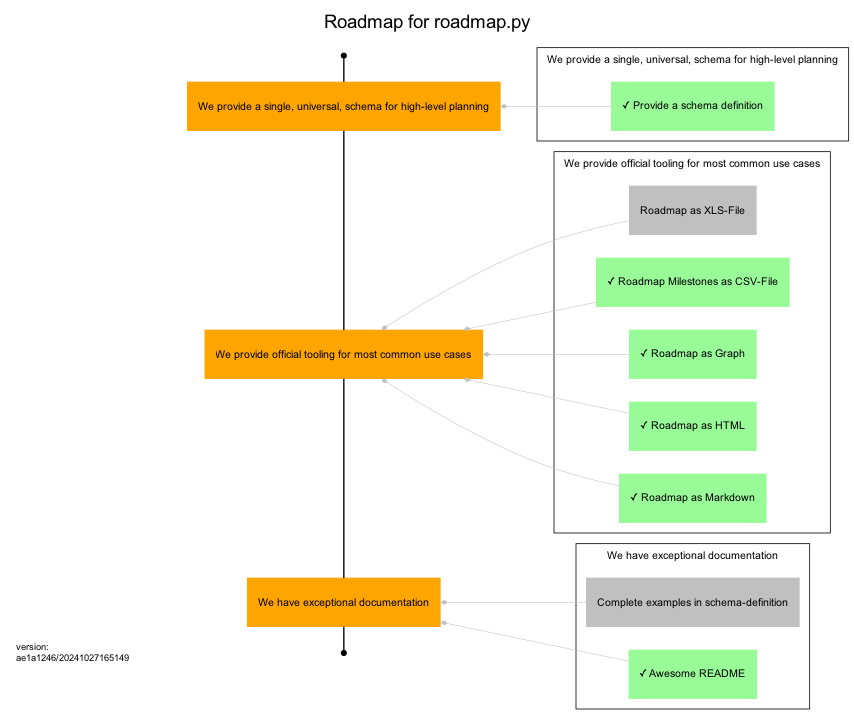 Roadmap for roadmap.py
We provide a single, universal, schema for high-level planning
We provide a single, universal, schema for high-level planning
✓ Provide a schema definition
We provide official tooling for most common use cases
Roadmap as XLS-File
✓ Roadmap Milestones as CSV-File
We provide official tooling for most common use cases
✓ Roadmap as Graph
✓ Roadmap as HTML
✓ Roadmap as Markdown
We have exceptional documentation
We have exceptional documentation
Complete examples in schema-definition
✓ Awesome README
version:
ae1a1246/20241027165149